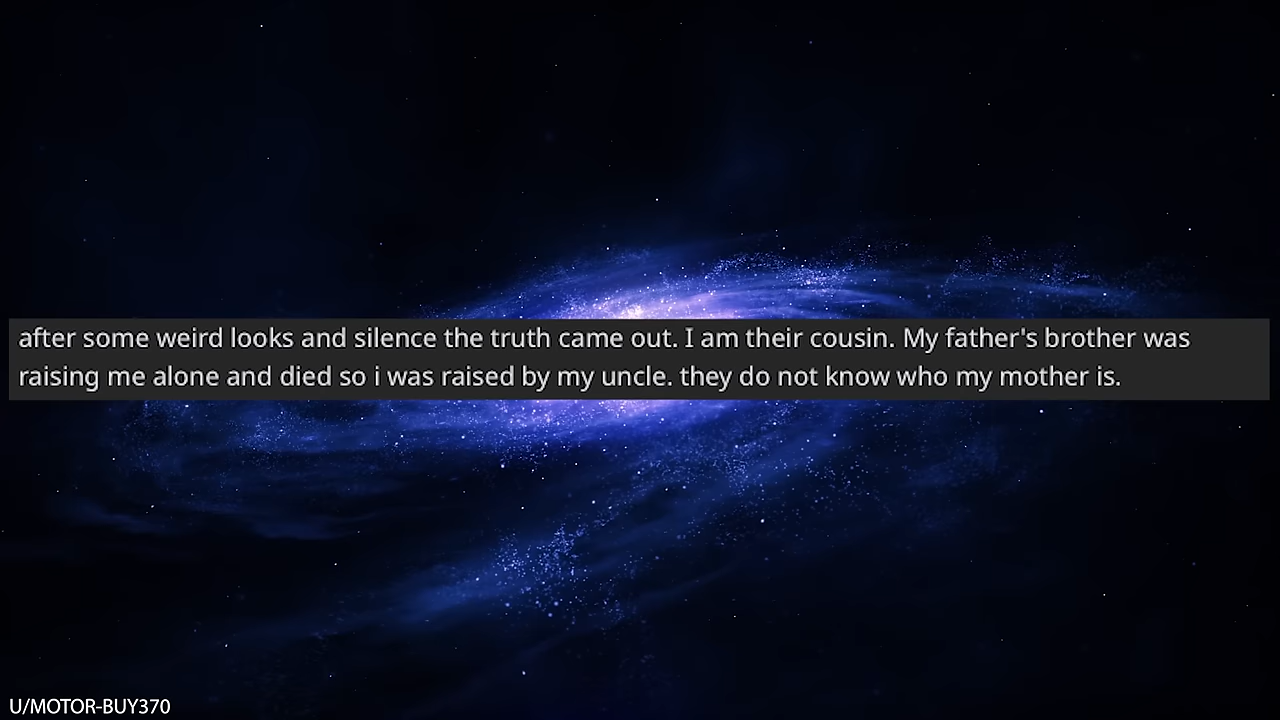 after some weird looks and silence the truth came out. I am their cousin. My father's brother was
raising me alone and died so i was raised by my uncle. they do not know who my mother is.
U/MOTOR-BUY370